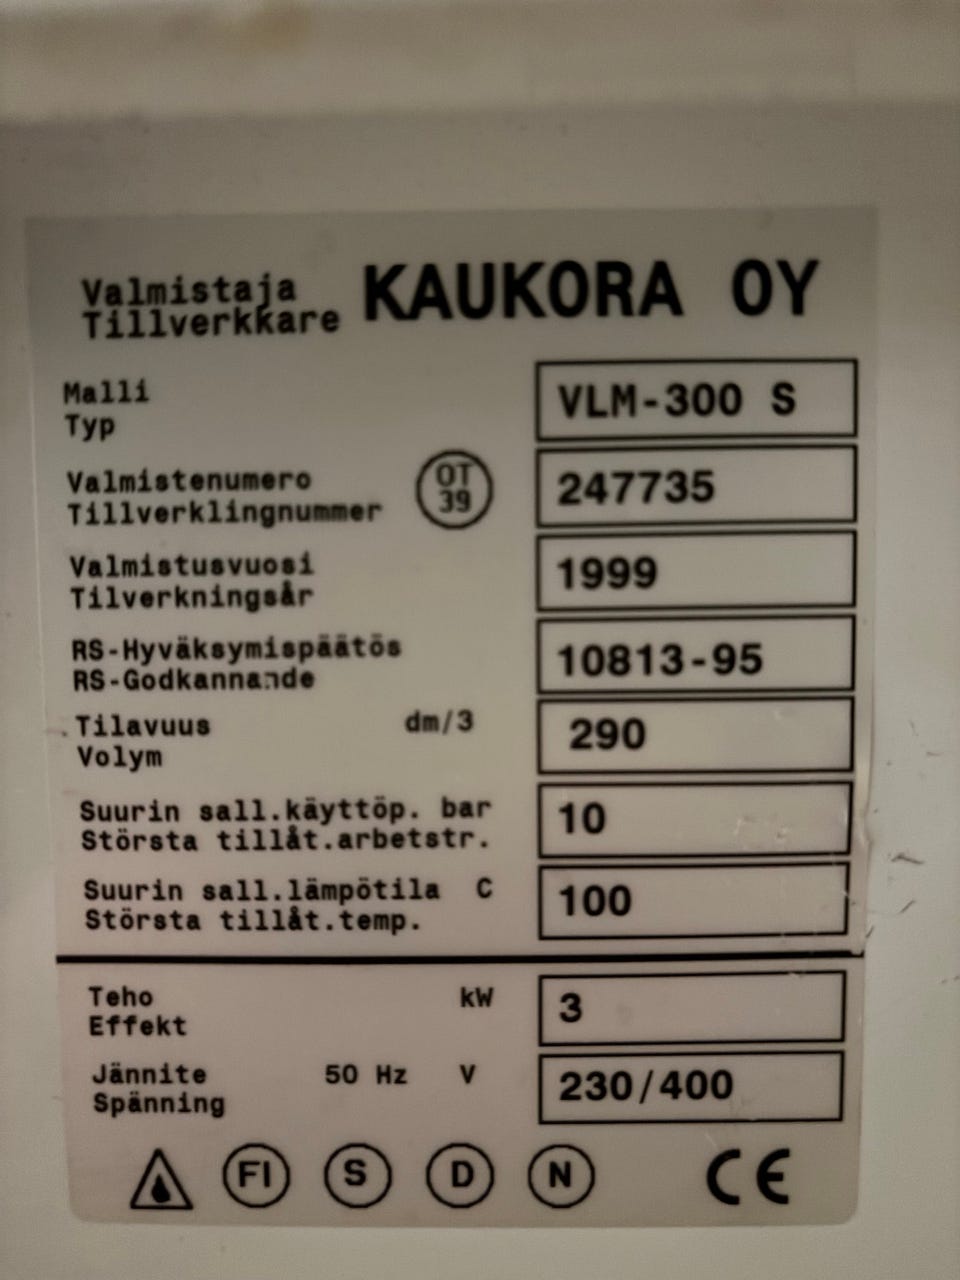 Valmistaja KAUKORA OY
Tillverkkare
Malli VLM-300 S
Typ
Valmistenumero OT 39 247735
Tillverklingnummer
Valmistusvuosi 1999
Tilverkningsår
RS-Hyväksymispäätös 10813-95
RS-Godkannande
Tilavuus dm/3 290
Volym
Suurin sall.käyttöp. bar 10
Största tillåt.arbetstr.
Suurin sall.lämpötila C 100
Största tillåt.temp.
Teho kW 3
Effekt
Jännite 50 Hz V 230/400
Spänning
FI S D N CE